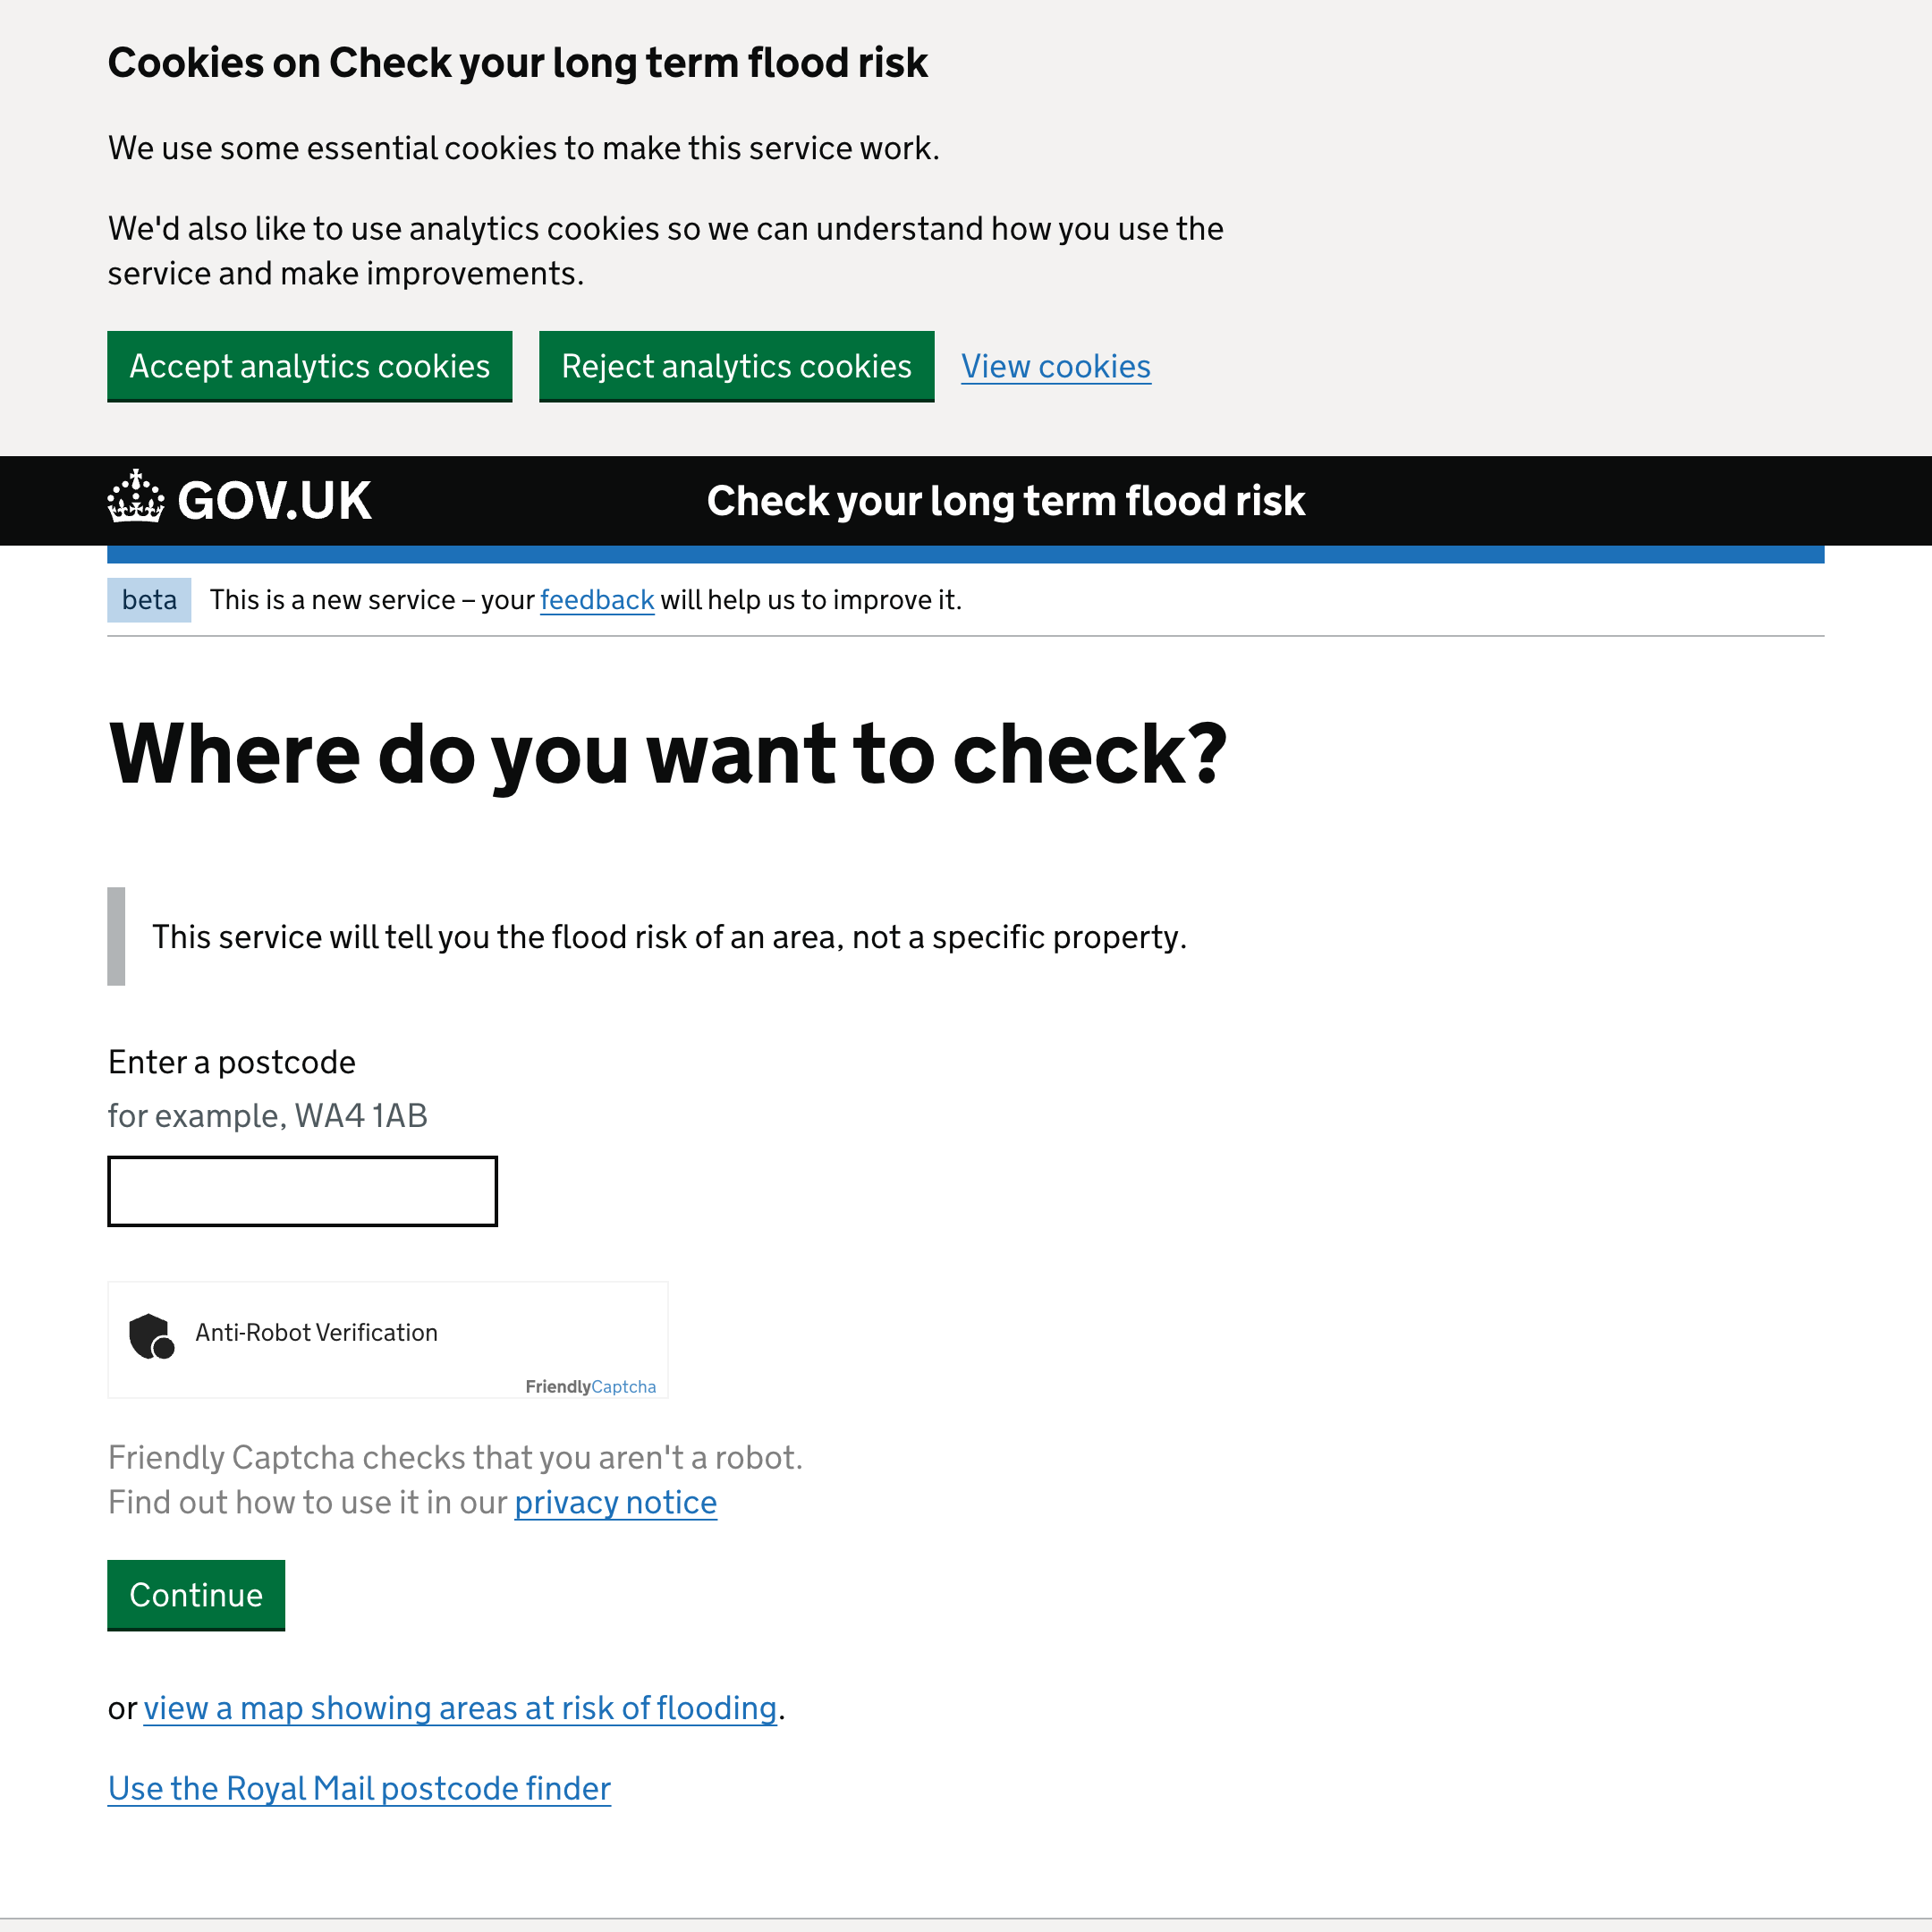 Cookies on Check your long term flood risk
We use some essential cookies to make this service work.
We'd also like to use analytics cookies so we can understand how you use the
service and make improvements.
Accept analytics cookies
Reject analytics cookies
View cookies
GOV.UK
Check your long term flood risk
beta
This is a new service – your feedback will help us to improve it.
Where do you want to check?
This service will tell you the flood risk of an area, not a specific property.
Enter a postcode
for example, WA4 1AB
Anti-Robot Verification
FriendlyCaptcha
Friendly Captcha checks that you aren't a robot.
Find out how to use it in our privacy notice
Continue
or view a map showing areas at risk of flooding.
Use the Royal Mail postcode finder